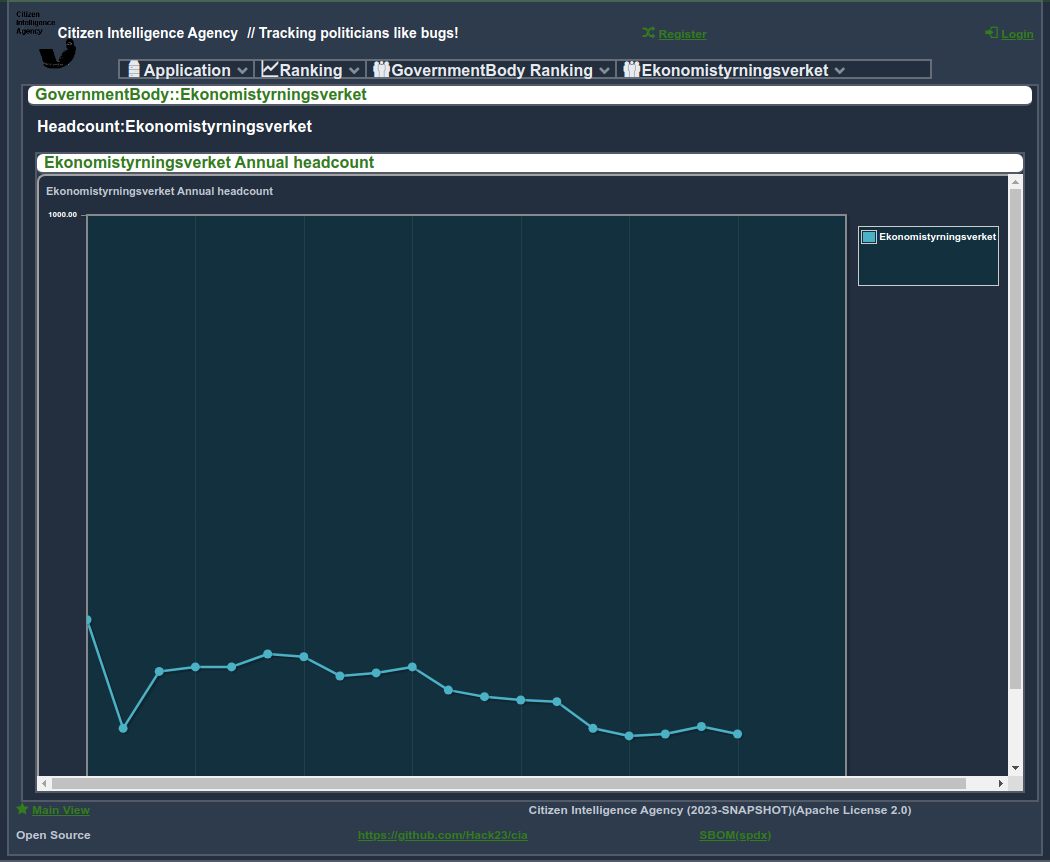 Citizen
Intelligence
Agency
Citizen Intelligence Agency // Tracking politicians like bugs!
Register
Login
Application
Ranking
GovernmentBody Ranking
Ekonomistyrningsverket
GovernmentBody::Ekonomistyrningsverket
Headcount:Ekonomistyrningsverket
Ekonomistyrningsverket Annual headcount
Ekonomistyrningsverket Annual headcount
1000.00
Ekonomistyrningsverket
Main View
Citizen Intelligence Agency (2023-SNAPSHOT)(Apache License 2.0)
Open Source
https://github.com/Hack23/cia
SBOM(spdx)